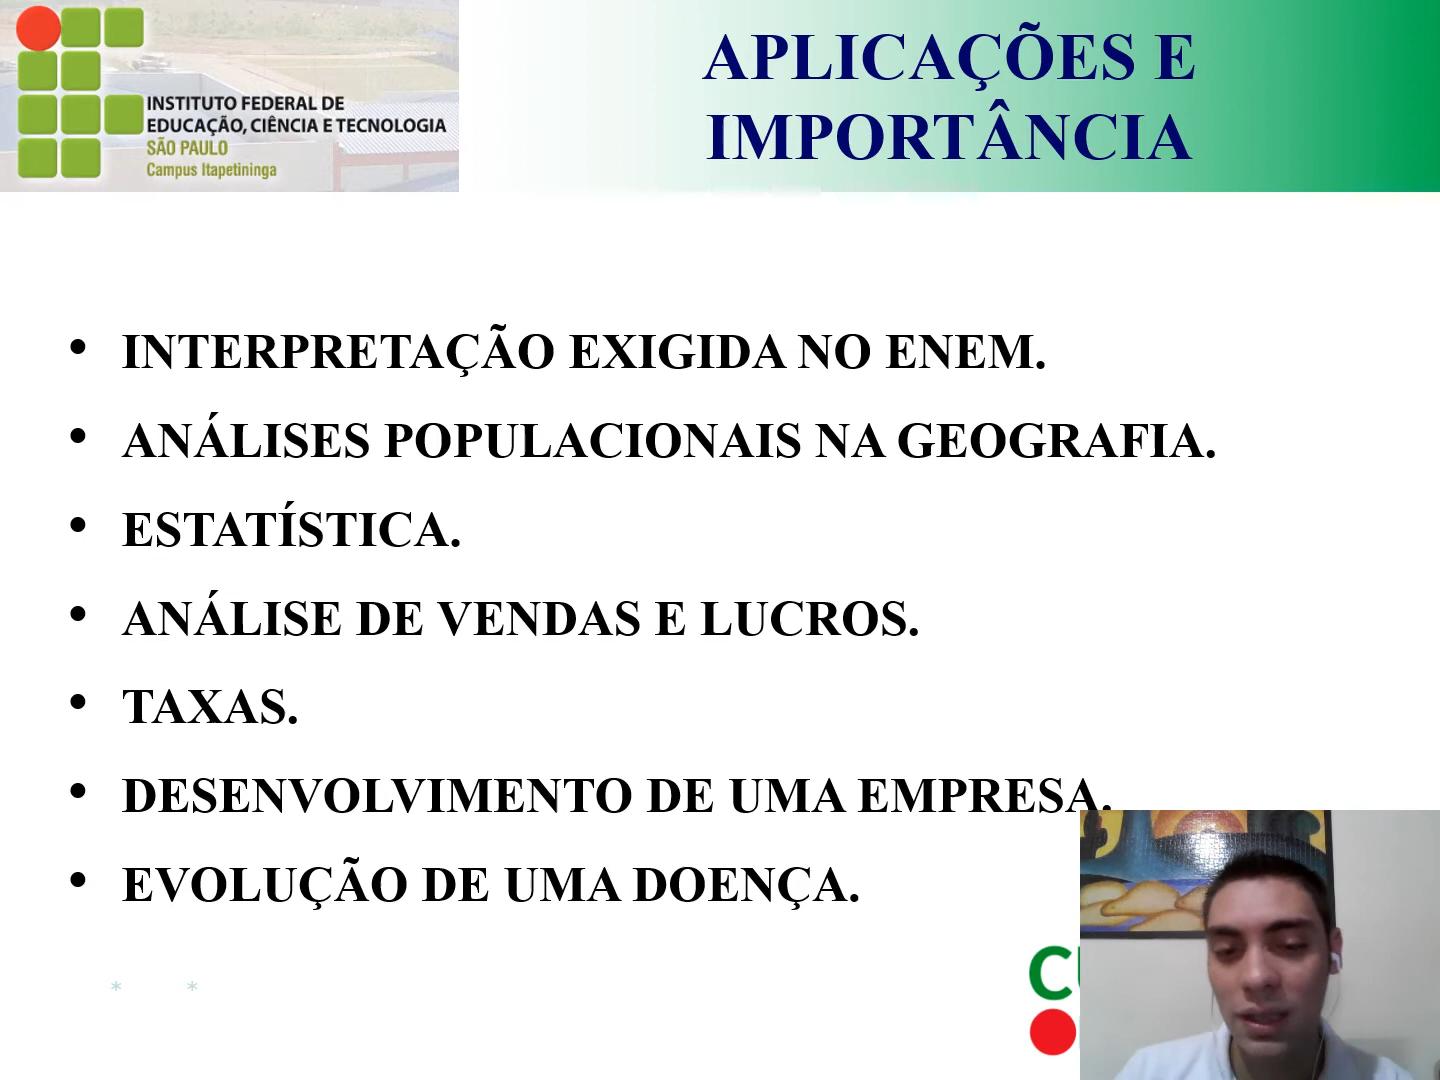 INSTITUTO FEDERAL DE
EDUCAÇÃO, CIÊNCIA E TECNOLOGIA
SÃO PAULO
Campus Itapetininga
APLICAÇÕES E
IMPORTÂNCIA
• INTERPRETAÇÃO EXIGIDA NO ENEM.
• ANÁLISES POPULACIONAIS NA GEOGRAFIA.
• ESTATÍSTICA.
• ANÁLISE DE VENDAS E LUCROS.
• TAXAS.
• DESENVOLVIMENTO DE UMA EMPRESA.
• EVOLUÇÃO DE UMA DOENÇA.
* *